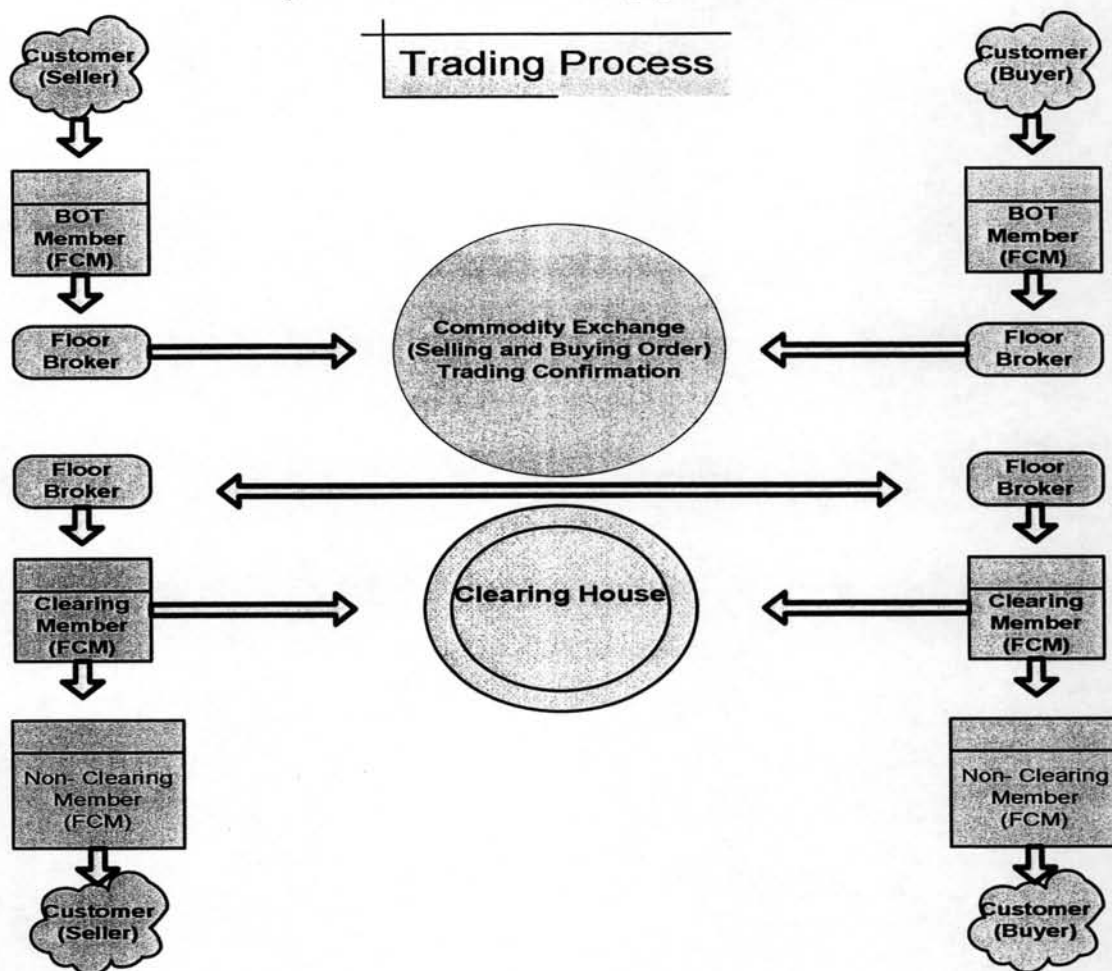 Trading Process
Customer
(Seller)
Customer
(Buyer)
BOT
Member
(FCM)
BOT
Member
(FCM)
Floor
Broker
Commodity Exchange
(Selling and Buying Order)
Trading Confirmation
Floor
Broker
Floor
Broker
Floor
Broker
Clearing
Member
(FCM)
Clearing House
Clearing
Member
(FCM)
Non- Clearing
Member
(FCM)
Non- Clearing
Member
(FCM)
Customer
(Seller)
Customer
(Buyer)